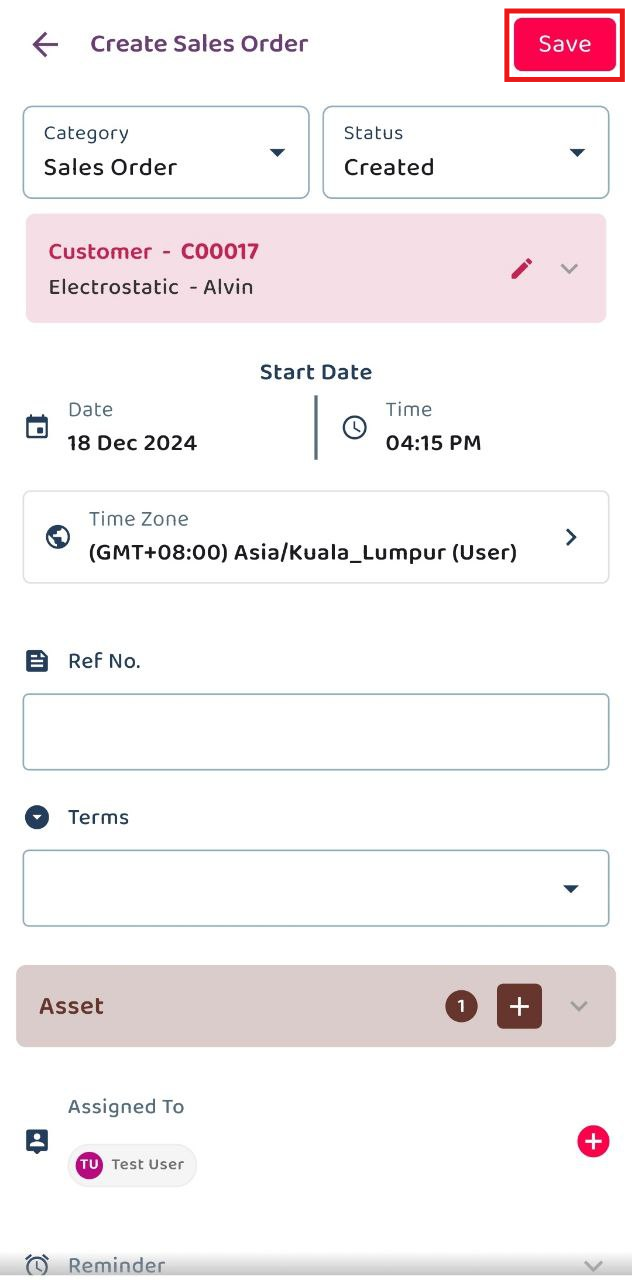 Create Sales Order
Save
Category
Sales Order
Status
Created
Customer - C00017
Electrostatic - Alvin
Start Date
Date
18 Dec 2024
Time
04:15 PM
Time Zone
(GMT+08:00) Asia/Kuala_Lumpur (User)
Ref No.
Terms
Asset
1
Assigned To
TU Test User
Reminder